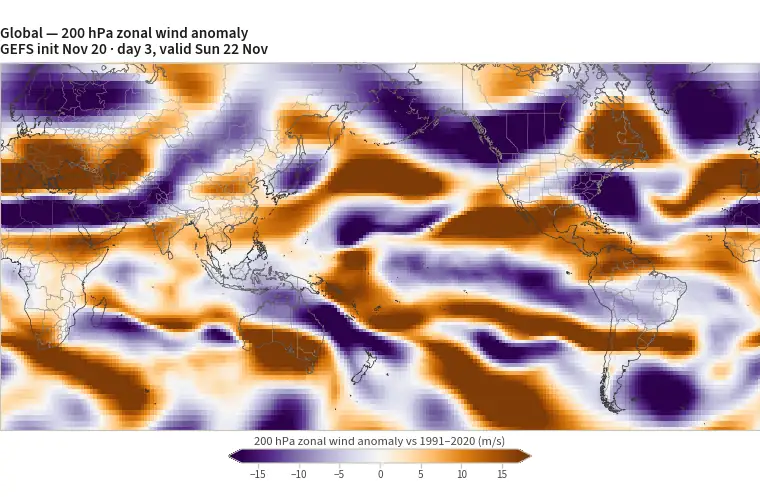 Global — 200 hPa zonal wind anomaly
GEFS init Nov 20 · day 3, valid Sun 22 Nov
200 hPa zonal wind anomaly vs 1991–2020 (m/s)
−15 −10 −5 0 5 10 15